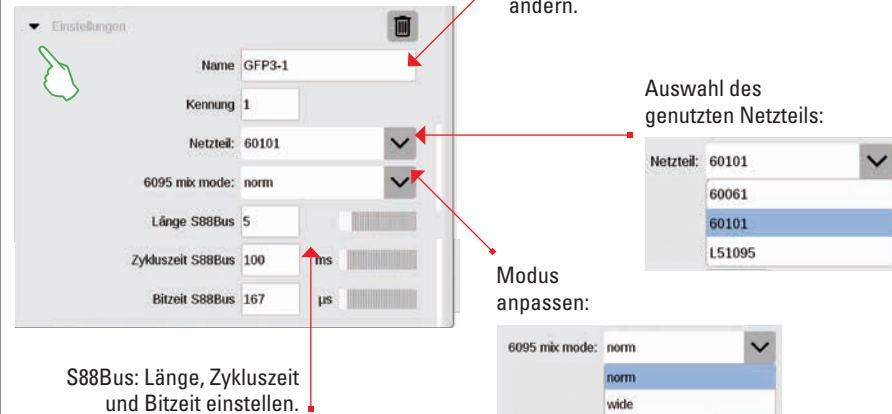 ändern.
Einstellungen
Name GFP3-1
Kennung 1
Netzteil: 60101
6095 mix mode: norm
Länge S88Bus 5
Zykluszeit S88Bus 100 ms
Bitzeit S88Bus 167 µs
S88Bus: Länge, Zykluszeit
und Bitzeit einstellen.
Auswahl des
genutzten Netzteils:
Netzteil: 60101
60061
60101
L51095
Modus
anpassen:
6095 mix mode: norm
norm
wide